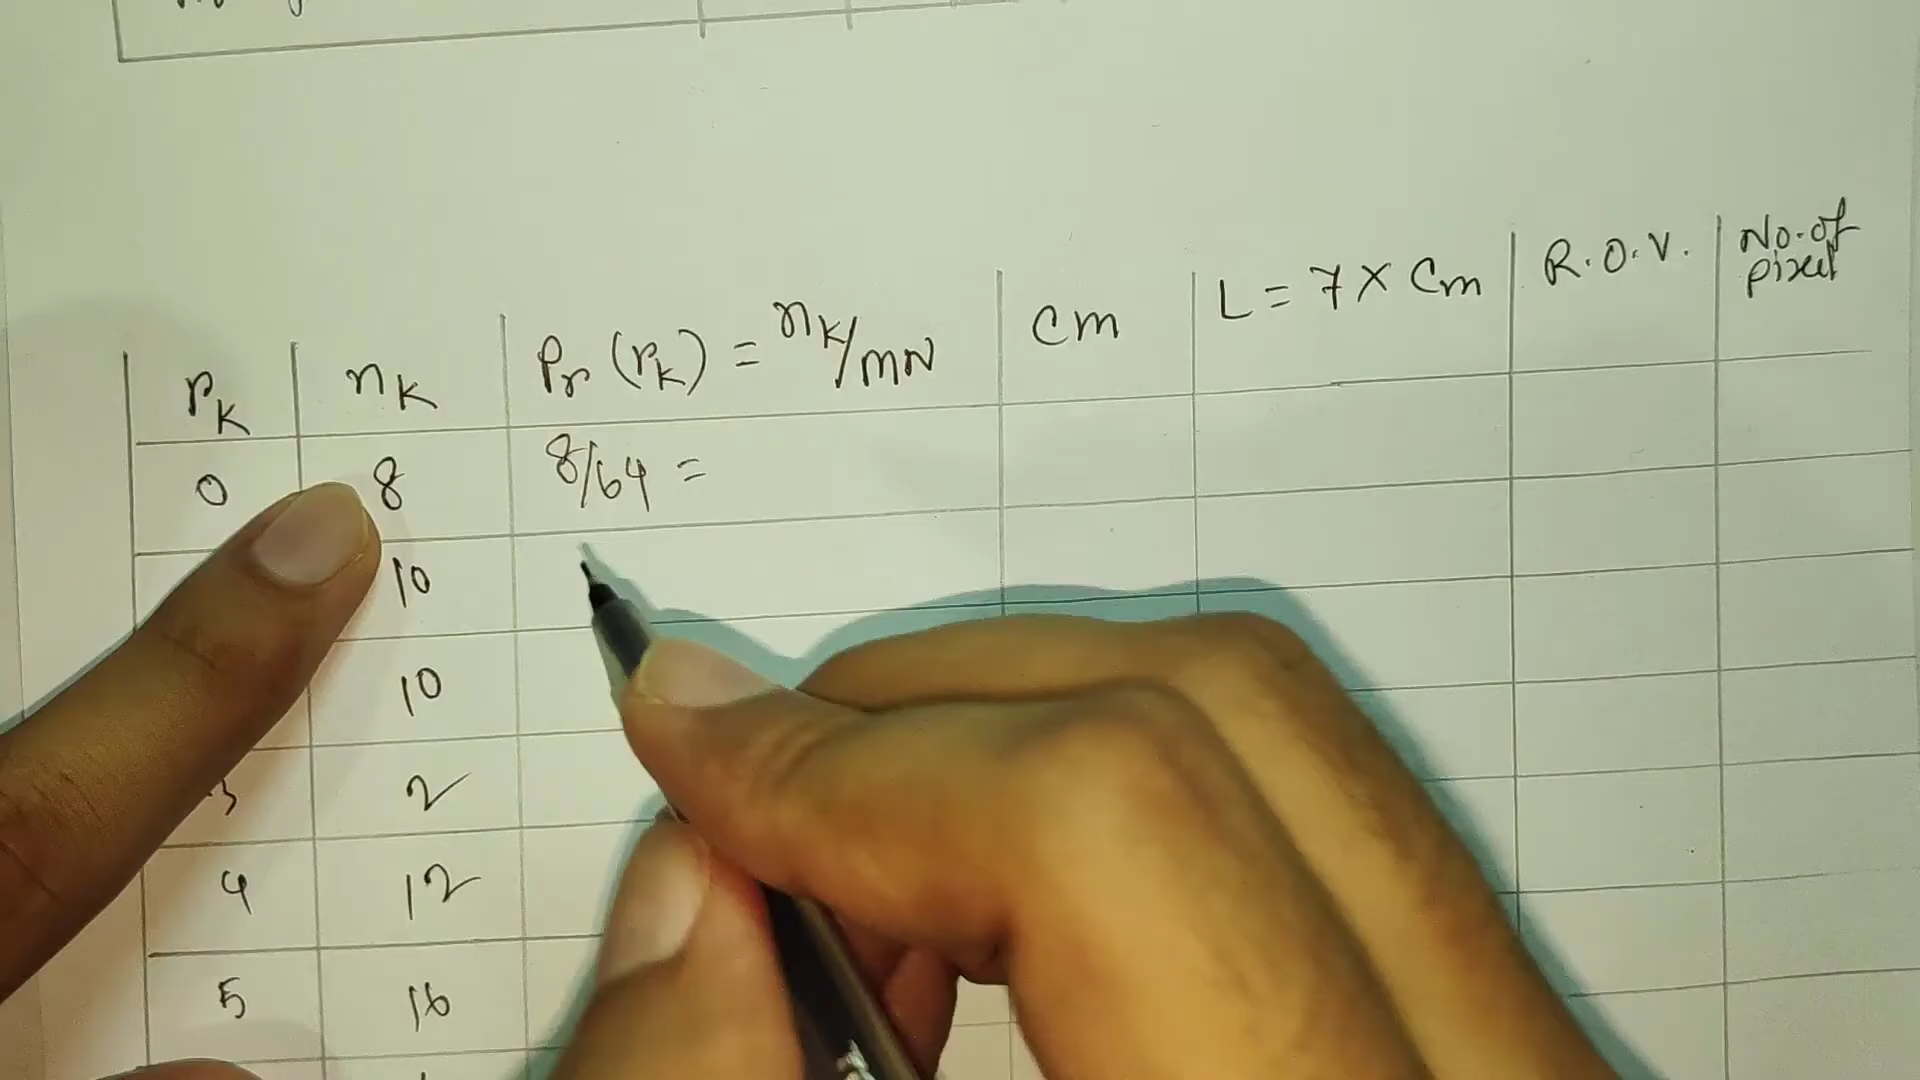 rK nK Pr (rK) = nK/MN Cm L = 7 X Cm R.O.V. No. of pixel
0 8 8/64 =
10
10
3 2
4 12
5 16